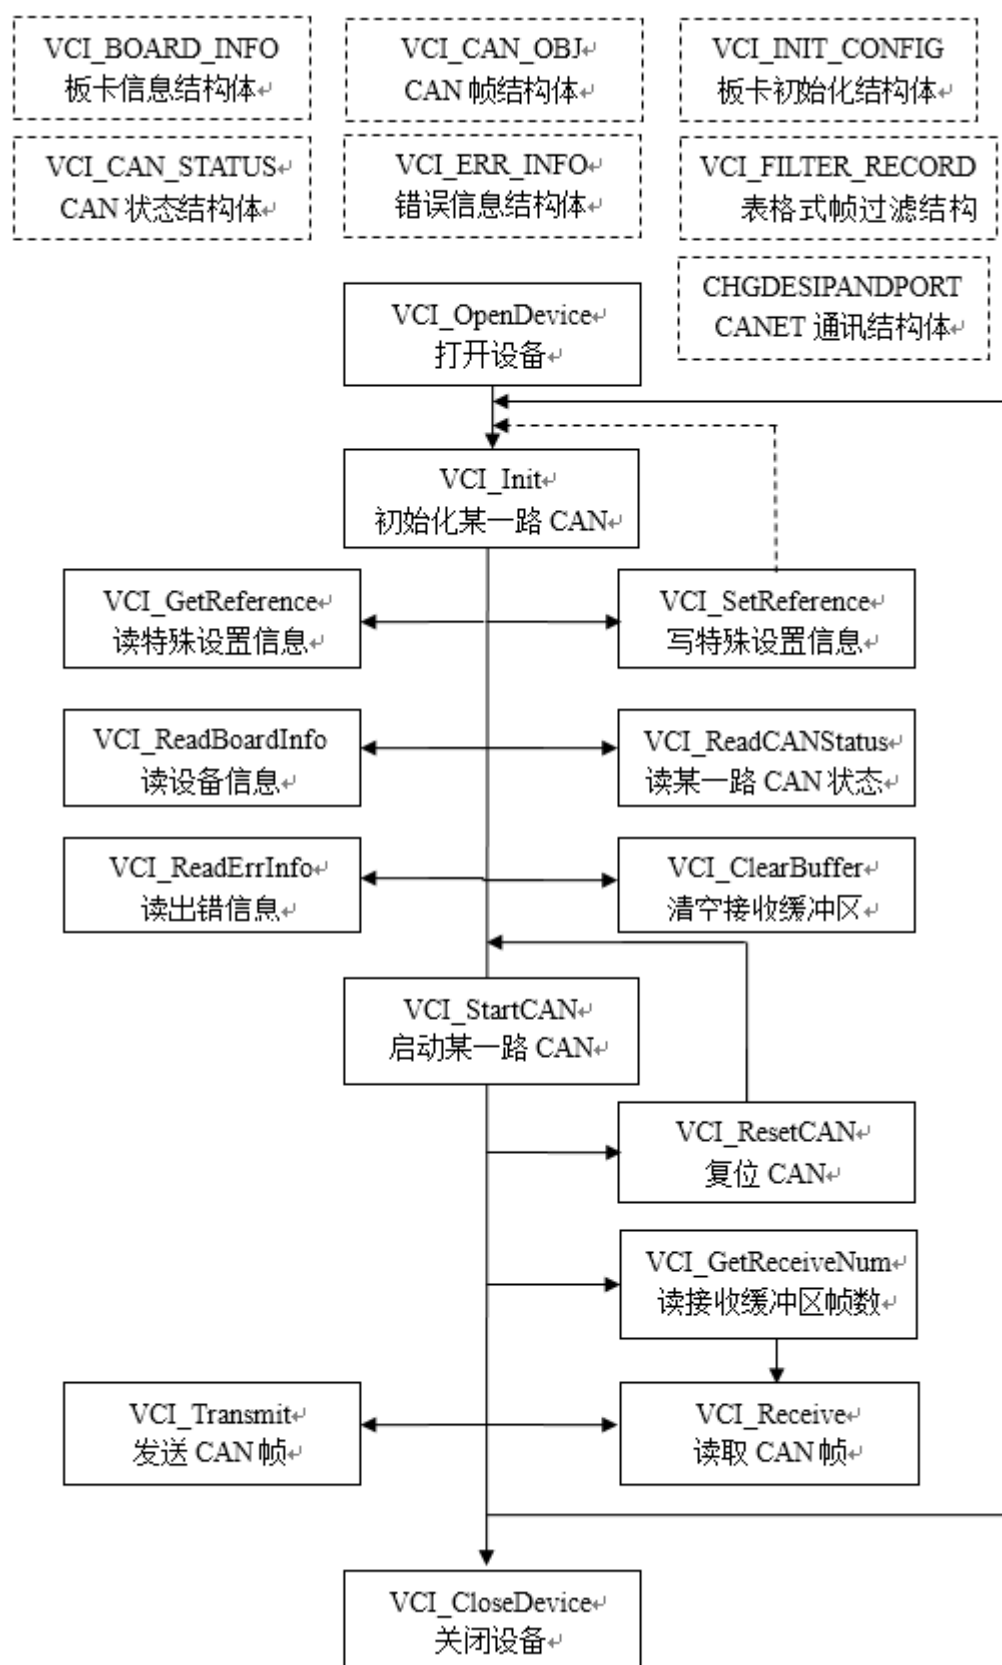 VCI_BOARD_INFO
板卡信息结构体↵
VCI_CAN_OBJ↵
CAN 帧结构体↵
VCI_INIT_CONFIG
板卡初始化结构体↵
VCI_CAN_STATUS↵
CAN 状态结构体↵
VCI_ERR_INFO↵
错误信息结构体↵
VCI_FILTER_RECORD
表格式帧过滤结构
CHGDESIPANDPORT
CANET 通讯结构体↵
VCI_OpenDevice↵
打开设备↵
VCI_Init↵
初始化某一路 CAN↵
VCI_GetReference↵
读特殊设置信息↵
VCI_SetReference↵
写特殊设置信息↵
VCI_ReadBoardInfo
读设备信息↵
VCI_ReadCANStatus↵
读某一路 CAN 状态↵
VCI_ReadErrInfo↵
读出错信息↵
VCI_ClearBuffer↵
清空接收缓冲区↵
VCI_StartCAN↵
启动某一路 CAN↵
VCI_ResetCAN↵
复位 CAN↵
VCI_GetReceiveNum↵
读接收缓冲区帧数↵
VCI_Transmit↵
发送 CAN 帧↵
VCI_Receive↵
读取 CAN 帧↵
VCI_CloseDevice↵
关闭设备↵